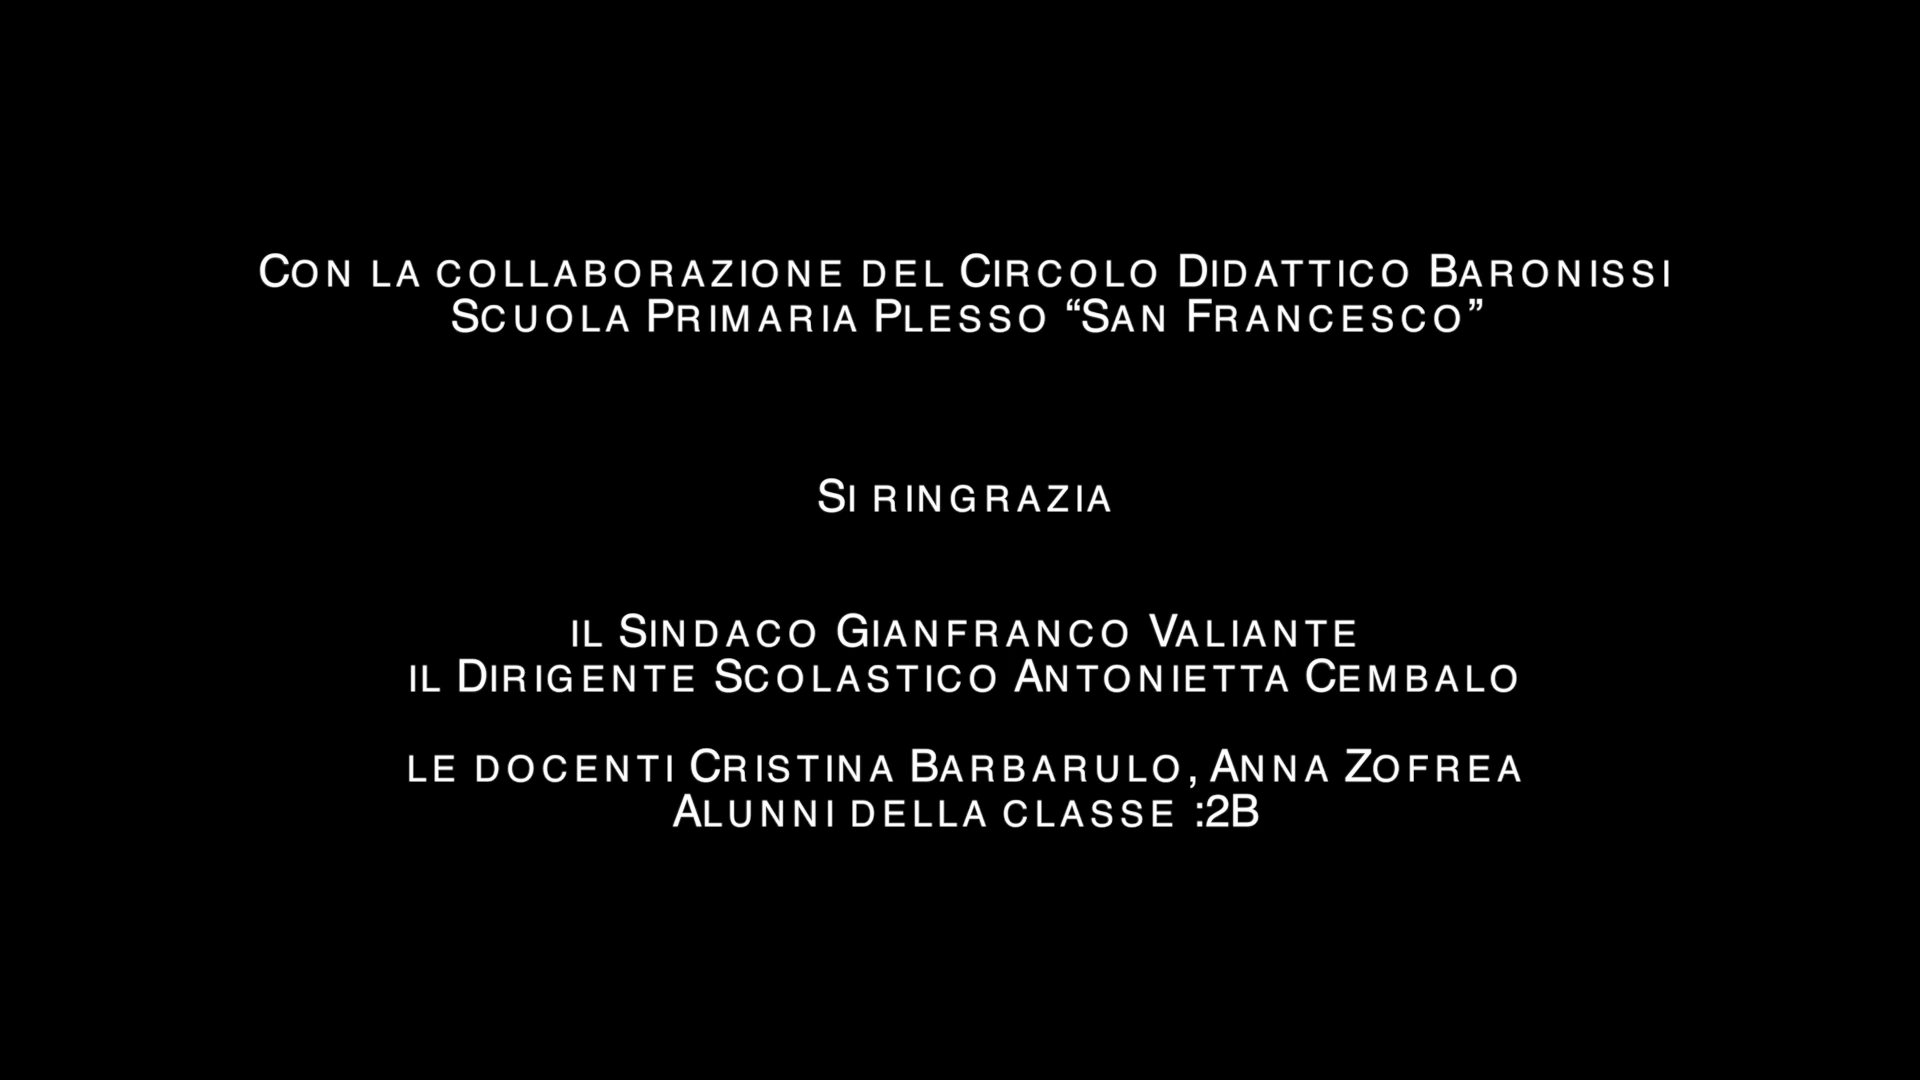 Con la collaborazione del Circolo Didattico Baronissi
Scuola Primaria Plesso “San Francesco”
Si ringrazia
il Sindaco Gianfranco Valiante
il Dirigente Scolastico Antonietta Cembalo
le docenti Cristina Barbarulo, Anna Zofrea
Alunni della classe :2B